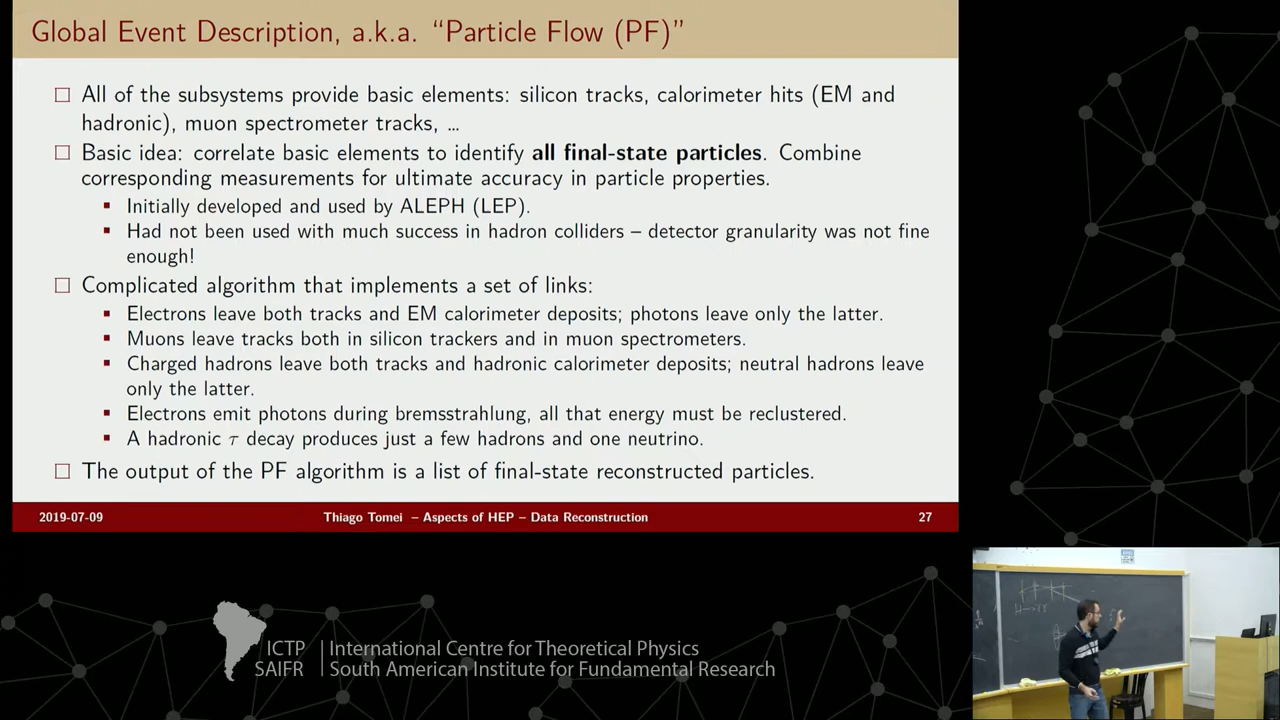 Global Event Description, a.k.a. “Particle Flow (PF)”
All of the subsystems provide basic elements: silicon tracks, calorimeter hits (EM and
hadronic), muon spectrometer tracks, ...
Basic idea: correlate basic elements to identify all final-state particles. Combine
corresponding measurements for ultimate accuracy in particle properties.
Initially developed and used by ALEPH (LEP).
Had not been used with much success in hadron colliders – detector granularity was not fine
enough!
Complicated algorithm that implements a set of links:
Electrons leave both tracks and EM calorimeter deposits; photons leave only the latter.
Muons leave tracks both in silicon trackers and in muon spectrometers.
Charged hadrons leave both tracks and hadronic calorimeter deposits; neutral hadrons leave
only the latter.
Electrons emit photons during bremsstrahlung, all that energy must be reclustered.
A hadronic τ decay produces just a few hadrons and one neutrino.
The output of the PF algorithm is a list of final-state reconstructed particles.
2019-07-09 Thiago Tomei – Aspects of HEP – Data Reconstruction 27
ICTP International Centre for Theoretical Physics
SAIFR South American Institute for Fundamental Research